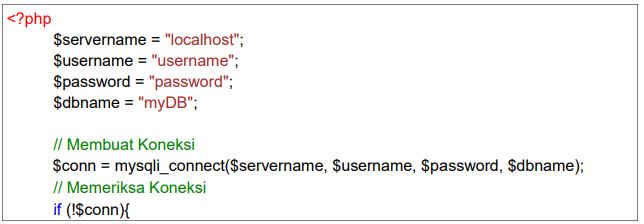 <?php
$servername = "localhost";
$username = "username";
$password = "password";
$dbname = "myDB";
// Membuat Koneksi
$conn = mysqli_connect($servername, $username, $password, $dbname);
// Memeriksa Koneksi
if (!$conn){